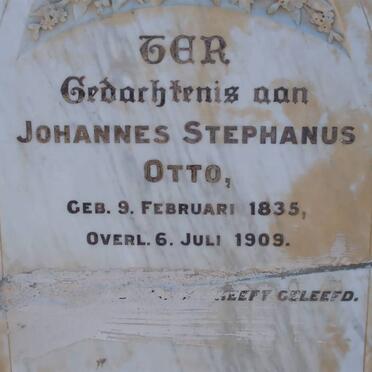 TER
Gedachtenis aan
JOHANNES STEPHANUS
OTTO,
GEB. 9. FEBRUARI 1835,
OVERL. 6. JULI 1909.
HEEFT GELEEFD.